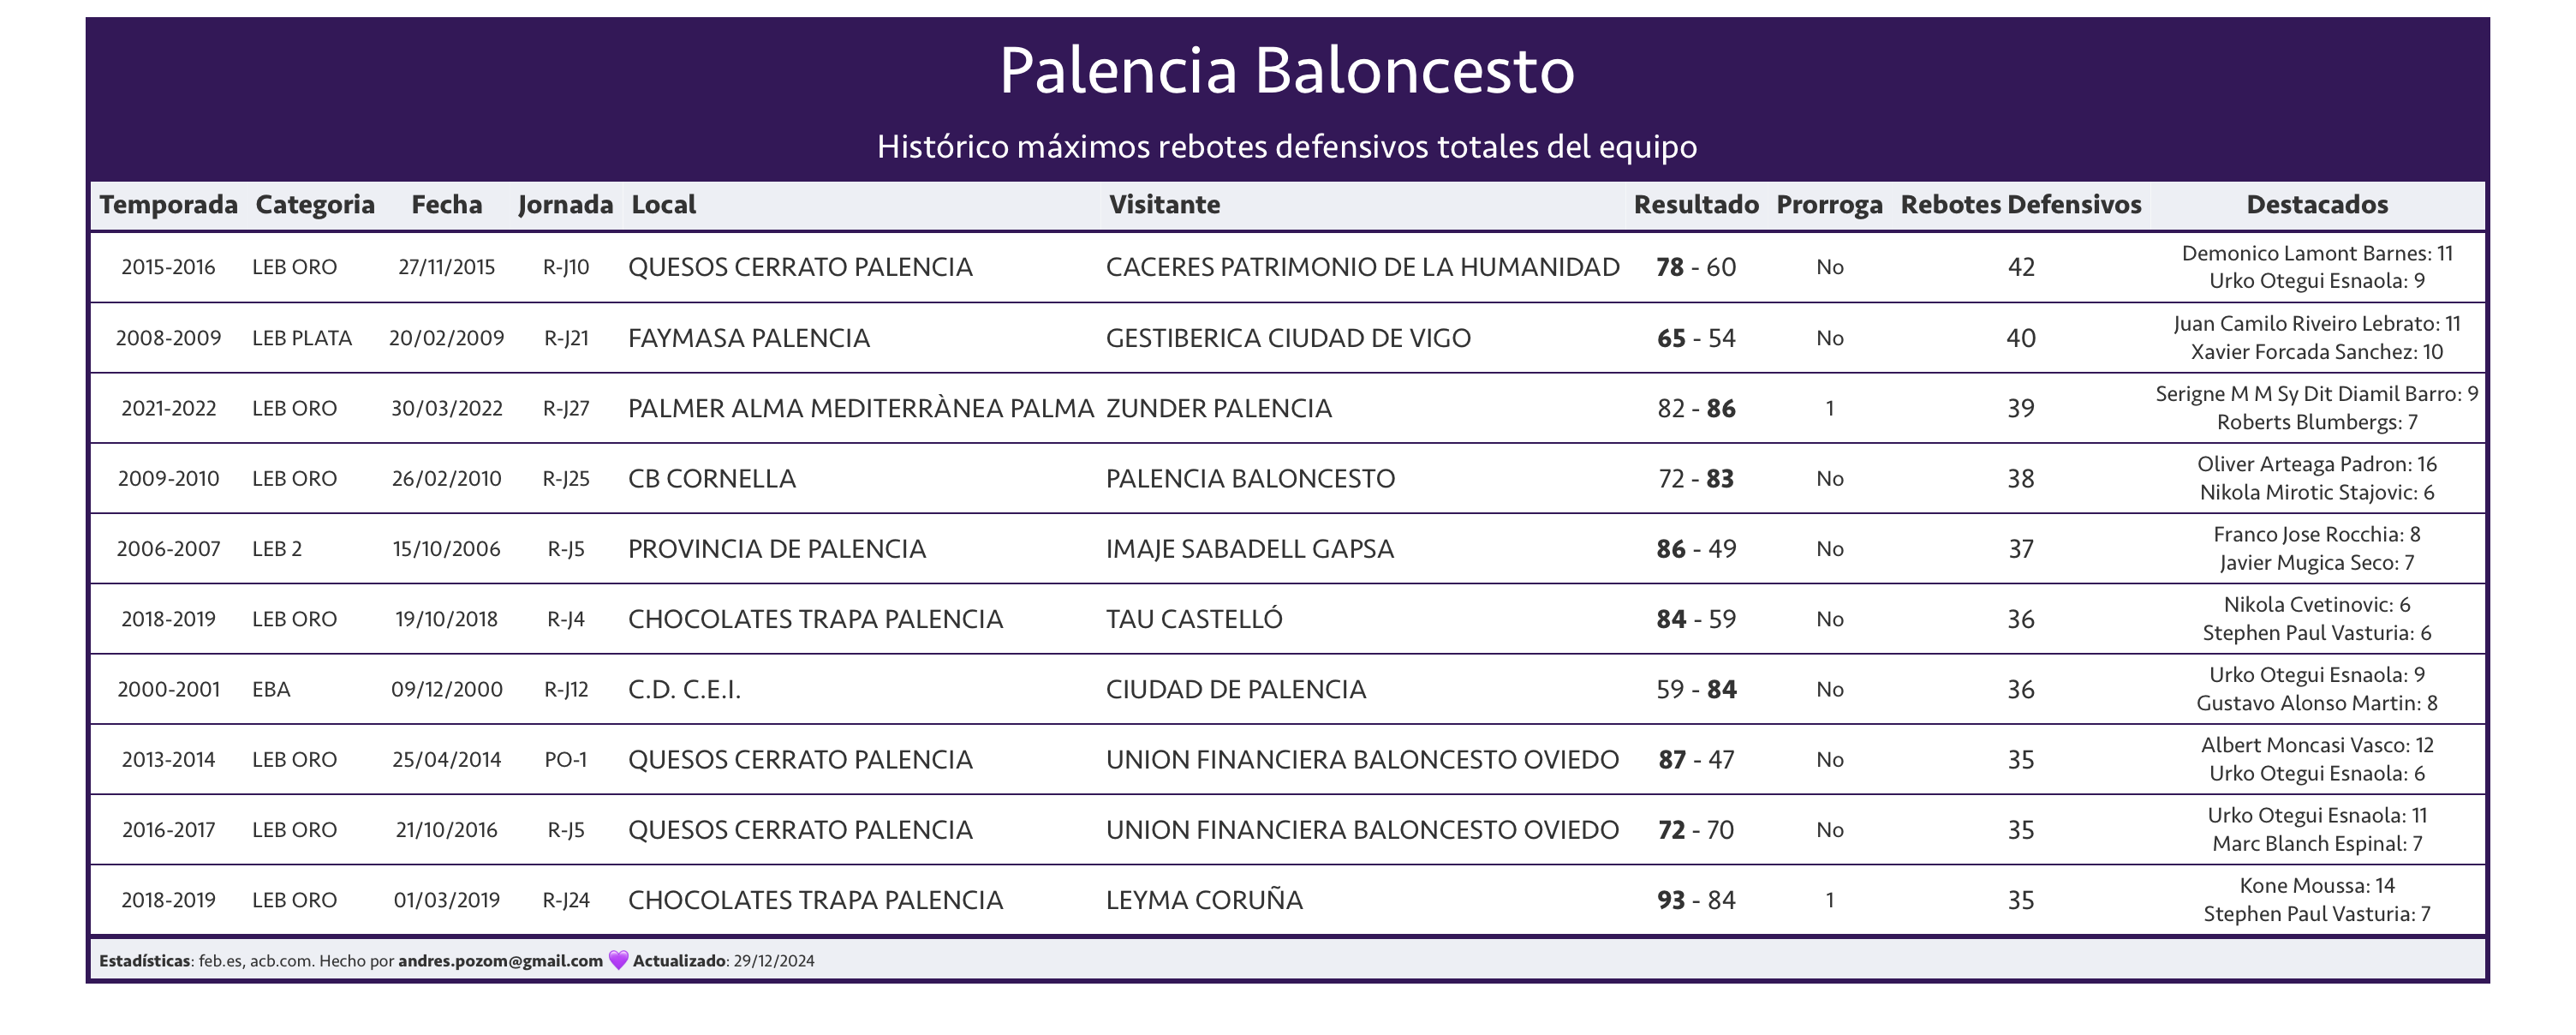 Palencia Baloncesto
Histórico máximos rebotes defensivos totales del equipo
Temporada Categoria Fecha Jornada Local Visitante Resultado Prorroga Rebotes Defensivos Destacados
2015-2016 LEB ORO 27/11/2015 R-J10 QUESOS CERRATO PALENCIA CACERES PATRIMONIO DE LA HUMANIDAD 78 - 60 No 42 Demonico Lamont Barnes: 11
Urko Otegui Esnaola: 9
2008-2009 LEB PLATA 20/02/2009 R-J21 FAYMASA PALENCIA GESTIBERICA CIUDAD DE VIGO 65 - 54 No 40 Juan Camilo Riveiro Lebrato: 11
Xavier Forcada Sanchez: 10
2021-2022 LEB ORO 30/03/2022 R-J27 PALMER ALMA MEDITERRÀNEA PALMA ZUNDER PALENCIA 82 - 86 1 39 Serigne M M Sy Dit Diamil Barro: 9
Roberts Blumbergs: 7
2009-2010 LEB ORO 26/02/2010 R-J25 CB CORNELLA PALENCIA BALONCESTO 72 - 83 No 38 Oliver Arteaga Padron: 16
Nikola Mirotic Stajovic: 6
2006-2007 LEB 2 15/10/2006 R-J5 PROVINCIA DE PALENCIA IMAJE SABADELL GAPSA 86 - 49 No 37 Franco Jose Rocchia: 8
Javier Mugica Seco: 7
2018-2019 LEB ORO 19/10/2018 R-J4 CHOCOLATES TRAPA PALENCIA TAU CASTELLÓ 84 - 59 No 36 Nikola Cvetinovic: 6
Stephen Paul Vasturia: 6
2000-2001 EBA 09/12/2000 R-J12 C.D. C.E.I. CIUDAD DE PALENCIA 59 - 84 No 36 Urko Otegui Esnaola: 9
Gustavo Alonso Martin: 8
2013-2014 LEB ORO 25/04/2014 PO-1 QUESOS CERRATO PALENCIA UNION FINANCIERA BALONCESTO OVIEDO 87 - 47 No 35 Albert Moncasi Vasco: 12
Urko Otegui Esnaola: 6
2016-2017 LEB ORO 21/10/2016 R-J5 QUESOS CERRATO PALENCIA UNION FINANCIERA BALONCESTO OVIEDO 72 - 70 No 35 Urko Otegui Esnaola: 11
Marc Blanch Espinal: 7
2018-2019 LEB ORO 01/03/2019 R-J24 CHOCOLATES TRAPA PALENCIA LEYMA CORUÑA 93 - 84 1 35 Kone Moussa: 14
Stephen Paul Vasturia: 7
Estadísticas: feb.es, acb.com. Hecho por andres.pozom@gmail.com 💜 Actualizado: 29/12/2024